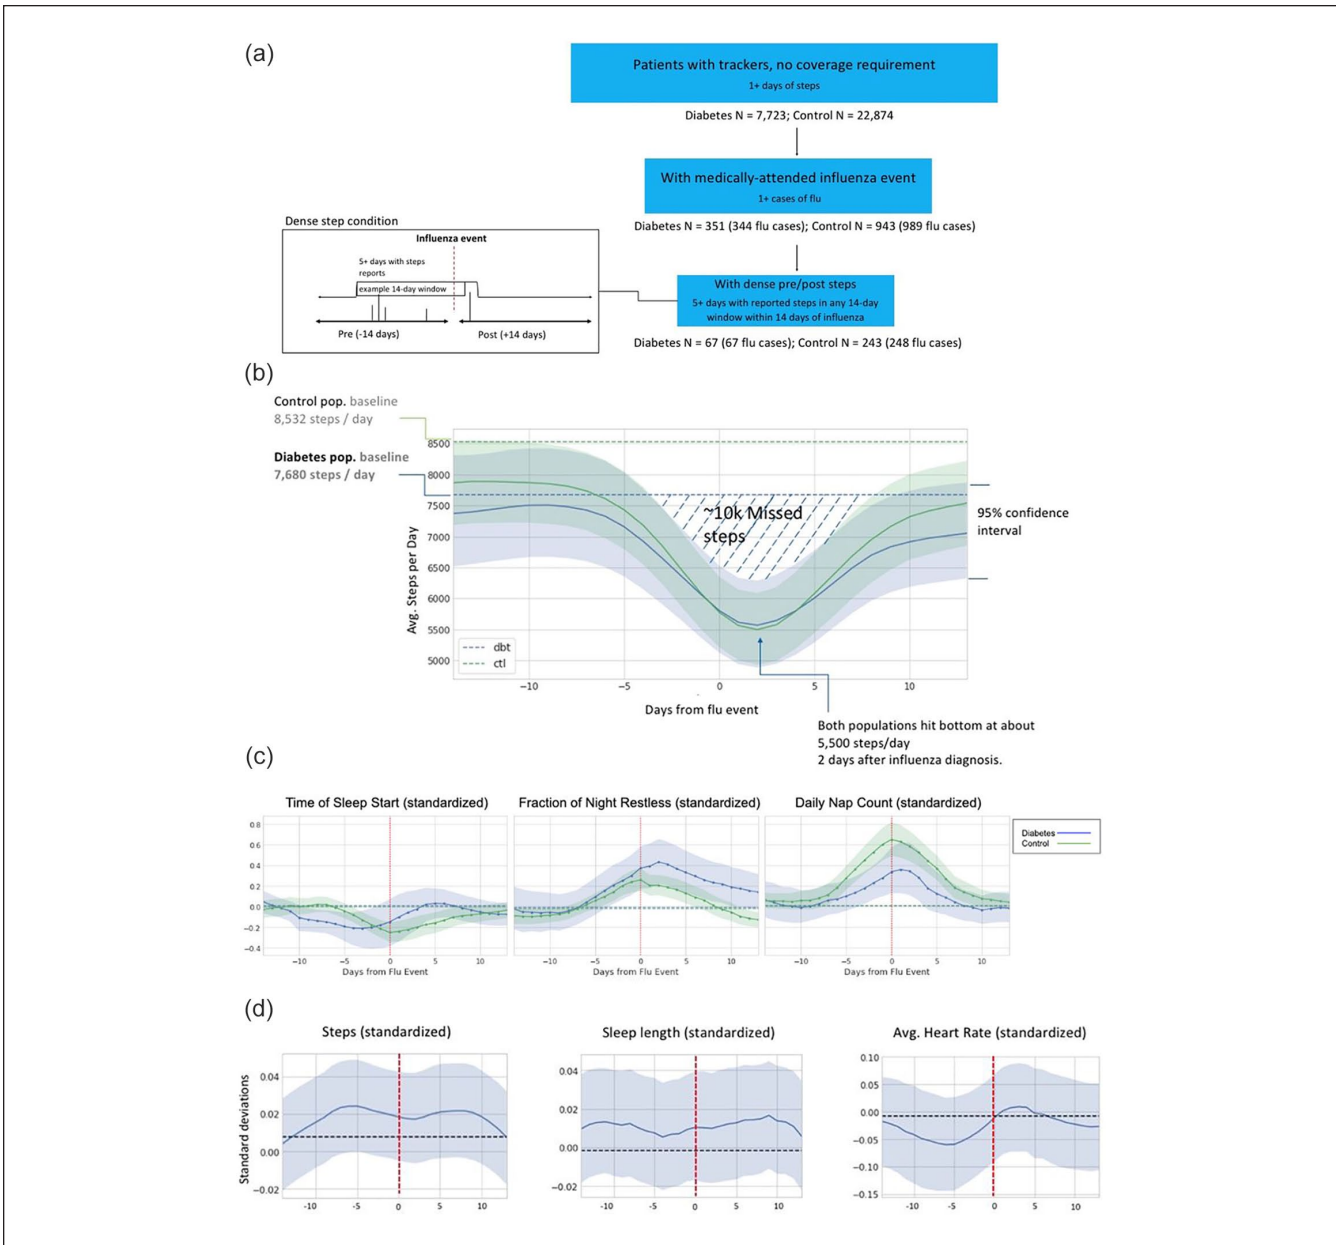 (a)
Patients with trackers, no coverage requirement
1+ days of steps
Diabetes N = 7,723; Control N = 22,874
With medically-attended influenza event
1+ cases of flu
Diabetes N = 351 (344 flu cases); Control N = 943 (989 flu cases)
With dense pre/post steps
5+ days with reported steps in any 14-day
window within 14 days of influenza
Diabetes N = 67 (67 flu cases); Control N = 243 (248 flu cases)
Dense step condition
Influenza event
5+ days with steps
reports
example 14-day window
Pre (-14 days)
Post (+14 days)
(b)
Control pop. baseline
8,532 steps / day
Diabetes pop. baseline
7,680 steps / day
Avg. Steps per Day
8500
8000
7500
7000
6500
6000
5500
5000
~10k Missed
steps
95% confidence
interval
dbt
ctl
−10 −5 0 5 10
Days from flu event
Both populations hit bottom at about
5,500 steps/day
2 days after influenza diagnosis.
(c)
Time of Sleep Start (standardized)
0.8
0.6
0.4
0.2
0.0
−0.2
−0.4
−10 −5 0 5 10
Days from Flu Event
Fraction of Night Restless (standardized)
−10 −5 0 5 10
Days from Flu Event
Daily Nap Count (standardized)
−10 −5 0 5 10
Days from Flu Event
Diabetes
Control
(d)
Steps (standardized)
Standard deviations
0.04
0.02
0.00
−0.02
-10 -5 0 5 10
Sleep length (standardized)
0.04
0.02
0.00
−0.02
-10 -5 0 5 10
Avg. Heart Rate (standardized)
0.10
0.05
0.00
−0.05
−0.10
−0.15
-10 -5 0 5 10